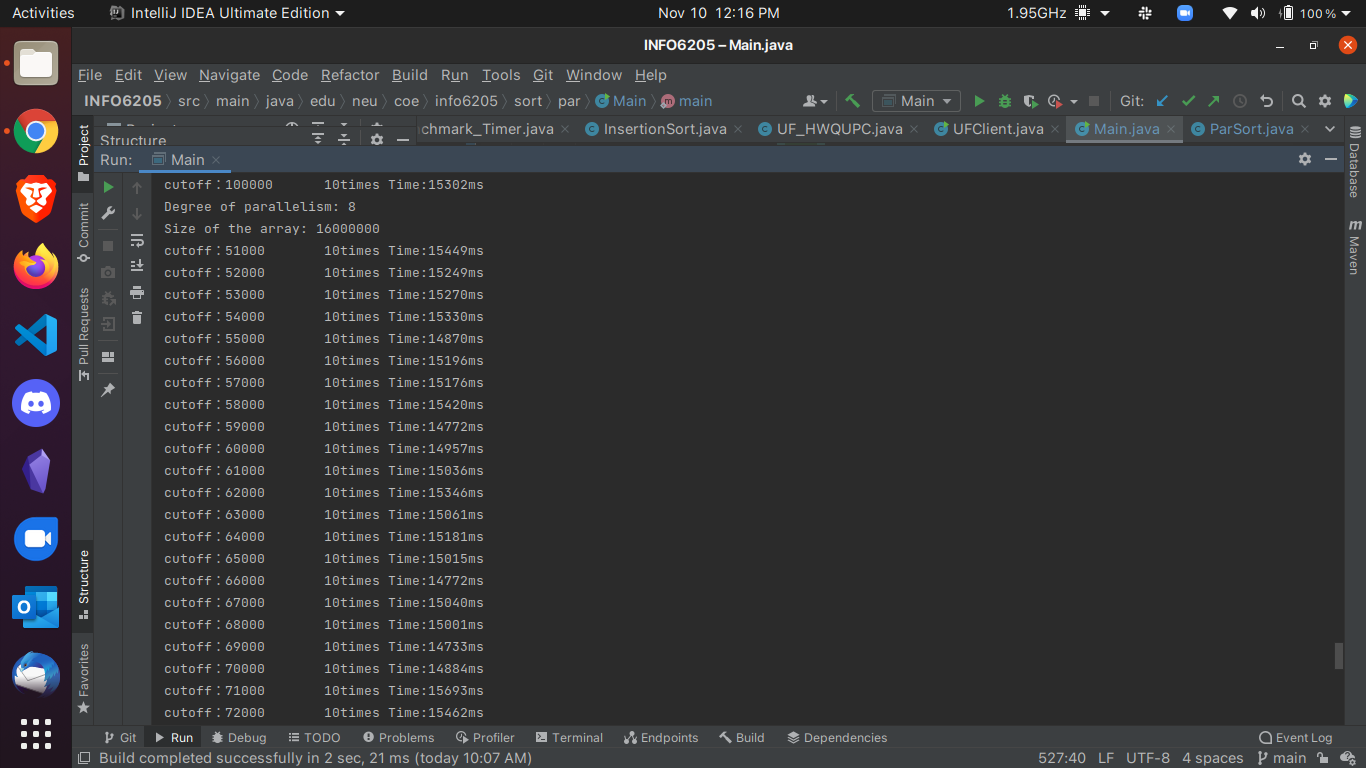 Activities IntelliJ IDEA Ultimate Edition Nov 10 12:16 PM 1.95GHz 100%
INFO6205 – Main.java
File Edit View Navigate Code Refactor Build Run Tools Git Window Help
INFO6205 src main java edu neu coe info6205 sort par Main main Main Git:
chmark_Timer.java InsertionSort.java UF_HWQUPC.java UFClient.java Main.java ParSort.java
Structure
Run: Main
cutoff：100000 10times Time:15302ms
Degree of parallelism: 8
Size of the array: 16000000
cutoff：51000 10times Time:15449ms
cutoff：52000 10times Time:15249ms
cutoff：53000 10times Time:15270ms
cutoff：54000 10times Time:15330ms
cutoff：55000 10times Time:14870ms
cutoff：56000 10times Time:15196ms
cutoff：57000 10times Time:15176ms
cutoff：58000 10times Time:15420ms
cutoff：59000 10times Time:14772ms
cutoff：60000 10times Time:14957ms
cutoff：61000 10times Time:15036ms
cutoff：62000 10times Time:15346ms
cutoff：63000 10times Time:15061ms
cutoff：64000 10times Time:15181ms
cutoff：65000 10times Time:15015ms
cutoff：66000 10times Time:14772ms
cutoff：67000 10times Time:15040ms
cutoff：68000 10times Time:15001ms
cutoff：69000 10times Time:14733ms
cutoff：70000 10times Time:14884ms
cutoff：71000 10times Time:15693ms
cutoff：72000 10times Time:15462ms
Project
Commit
Pull Requests
Structure
Favorites
Database
Maven
Git Run Debug TODO Problems Profiler Terminal Endpoints Build Dependencies Event Log
Build completed successfully in 2 sec, 21 ms (today 10:07 AM) 527:40 LF UTF-8 4 spaces main